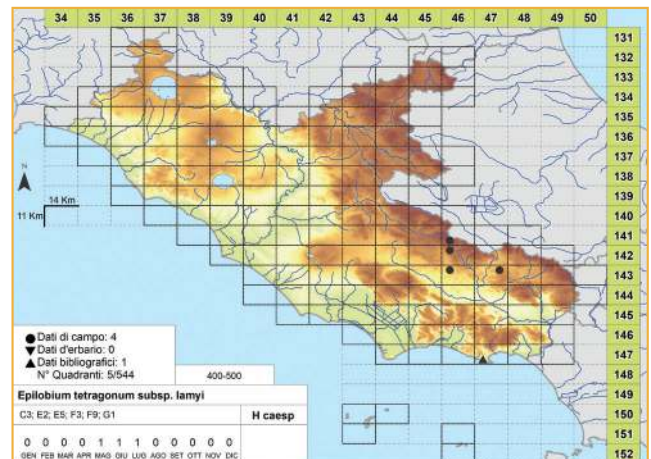 34 35 36 37 38 39 40 41 42 43 44 45 46 47 48 49 50
131
132
133
134
135
136
137
138
139
140
141
142
143
144
145
146
147
148
149
150
151
152
N
14 Km
11 Km
● Dati di campo: 4
▼ Dati d'erbario: 0
▲ Dati bibliografici: 1
N° Quadranti: 5/544
400-500
Epilobium tetragonum subsp. lamyi
C3; E2; E5; F3; F9; G1
H caesp
0 0 0 0 1 1 1 0 0 0 0 0
GEN FEB MAR APR MAG GIU LUG AGO SET OTT NOV DIC